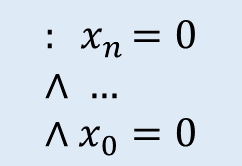 : xₙ = 0
∧ ...
∧ x₀ = 0